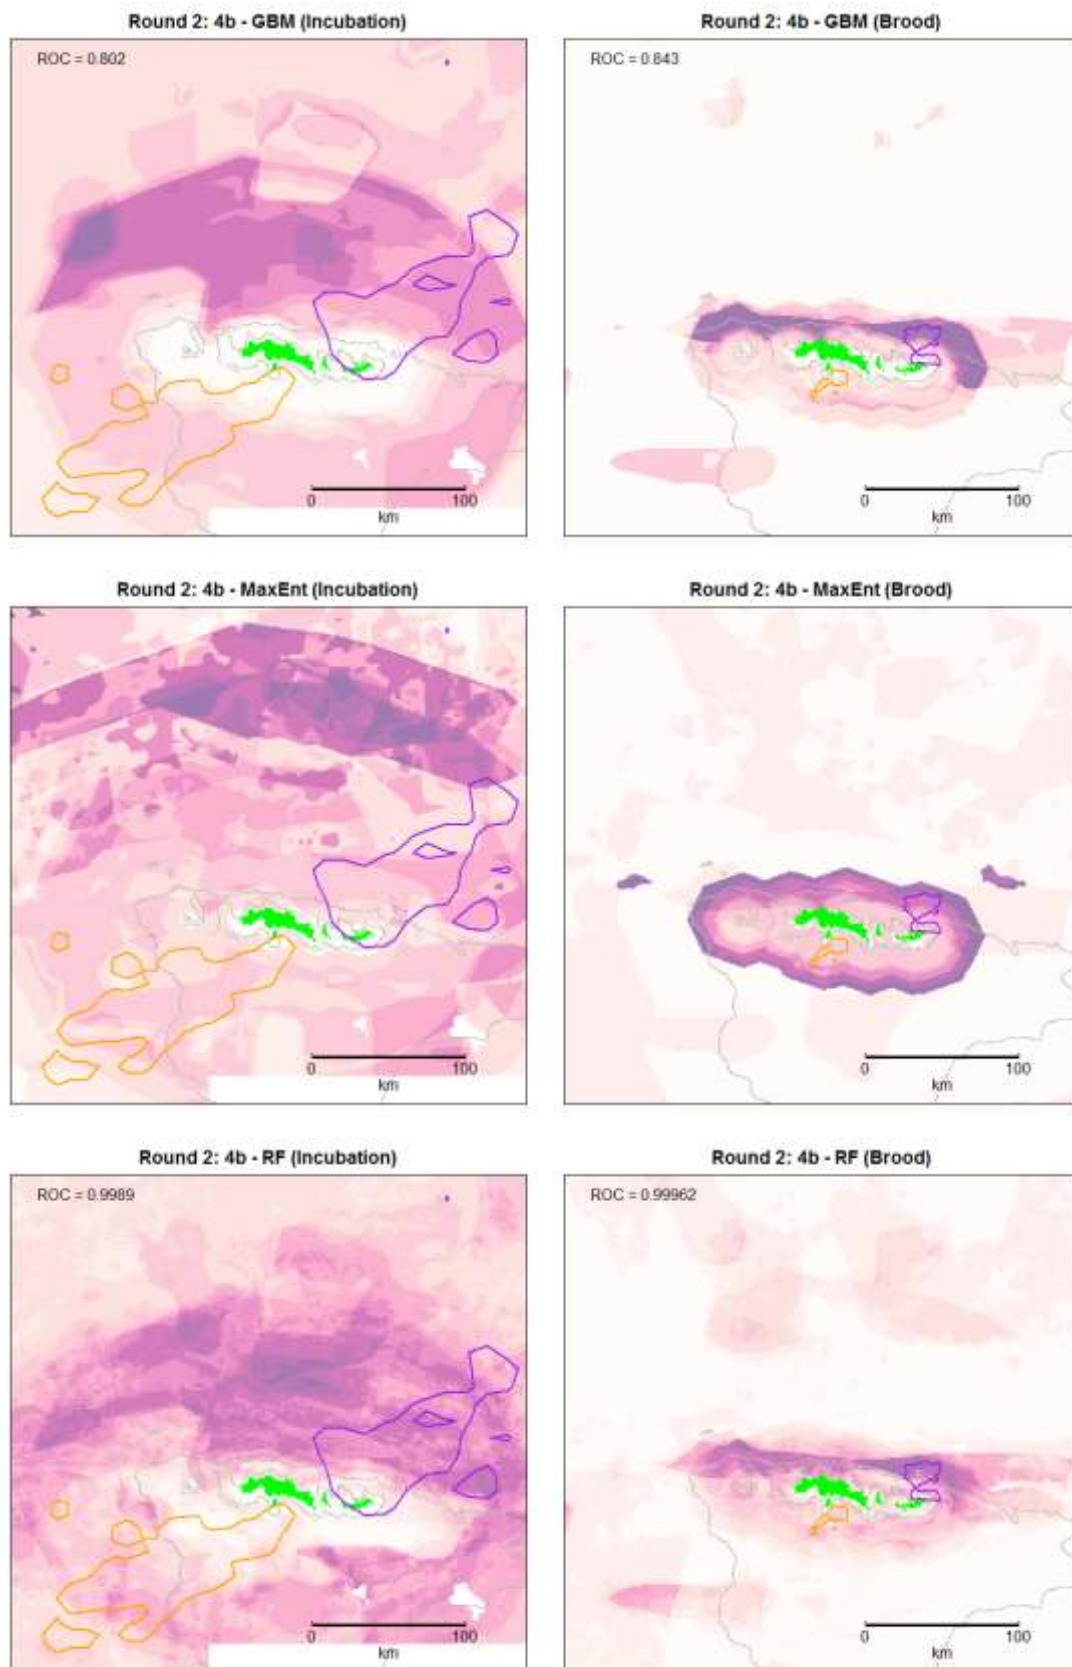 Round 2: 4b - GBM (Incubation)
Round 2: 4b - GBM (Brood)
ROC = 0.802
ROC = 0.843
0 100
km
0 100
km
Round 2: 4b - MaxEnt (Incubation)
Round 2: 4b - MaxEnt (Brood)
0 100
km
0 100
km
Round 2: 4b - RF (Incubation)
Round 2: 4b - RF (Brood)
ROC = 0.9989
ROC = 0.99962
0 100
km
0 100
km